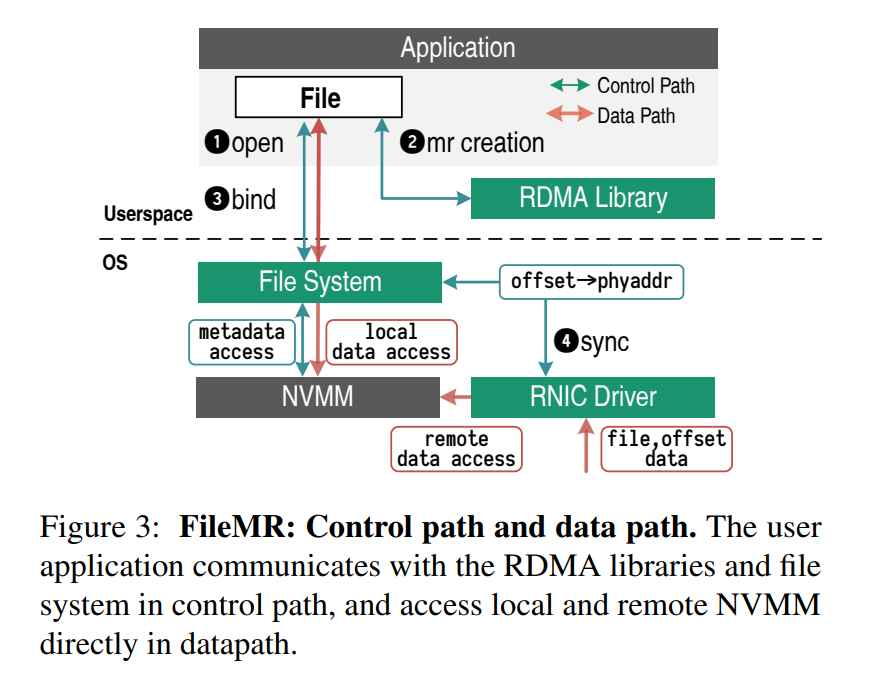 Application
File
Control Path
Data Path
❶open
❷mr creation
❸bind
RDMA Library
Userspace
OS
File System
offset→phyaddr
metadata
access
local
data access
❹sync
NVMM
RNIC Driver
remote
data access
file,offset
data
Figure 3: FileMR: Control path and data path. The user
application communicates with the RDMA libraries and file
system in control path, and access local and remote NVMM
directly in datapath.